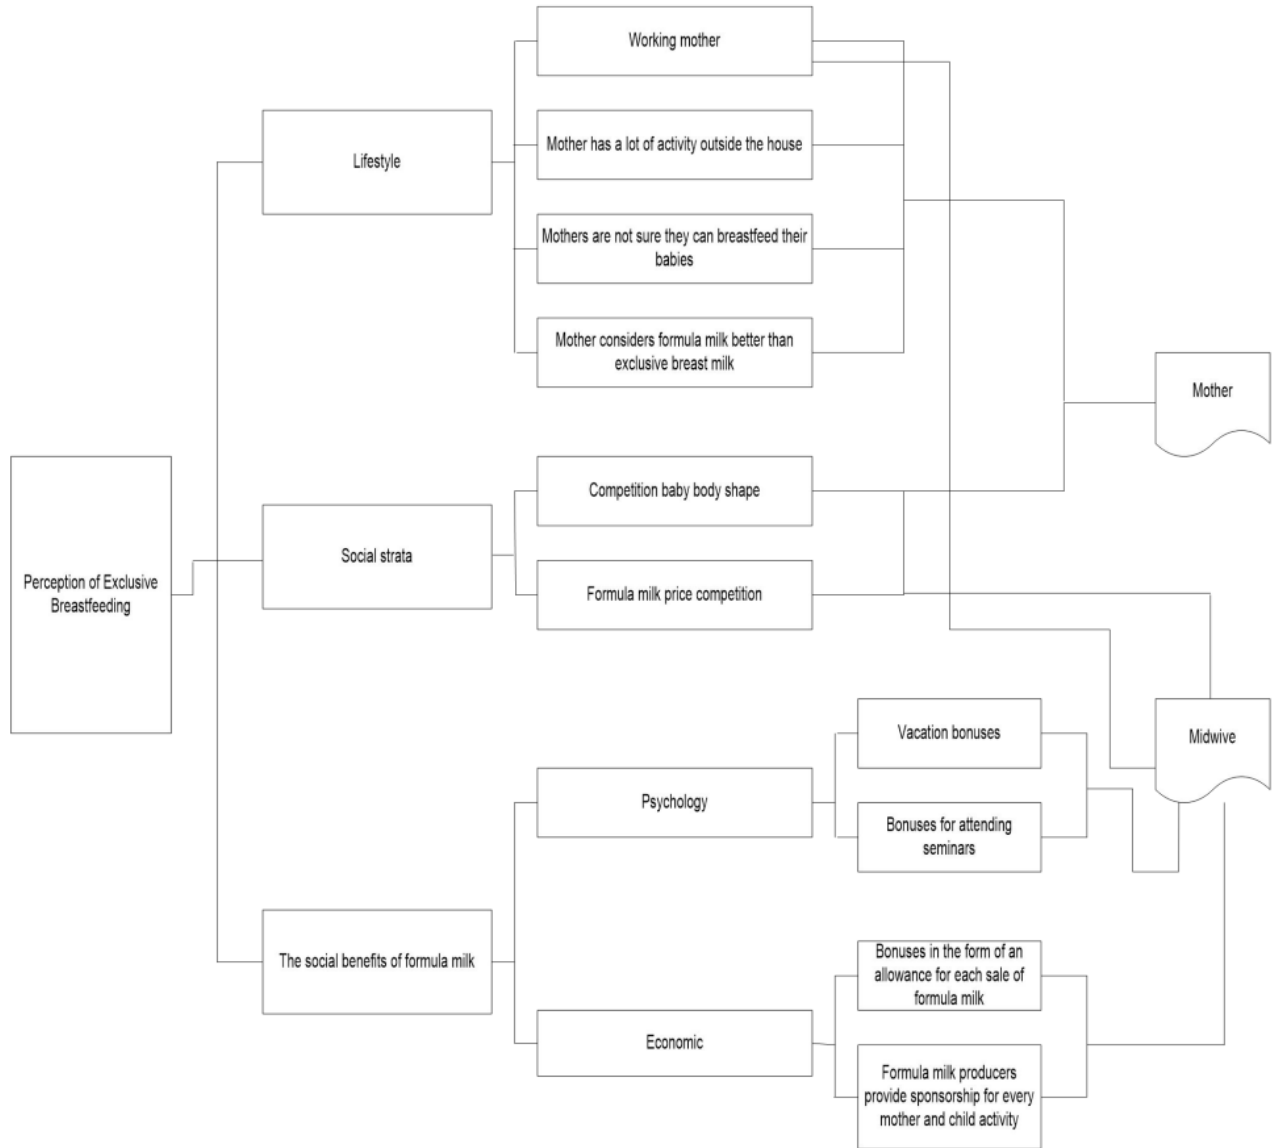 Working mother
Lifestyle
Mother has a lot of activity outside the house
Mothers are not sure they can breastfeed their
babies
Mother considers formula milk better than
exclusive breast milk
Mother
Perception of Exclusive
Breastfeeding
Social strata
Competition baby body shape
Formula milk price competition
Vacation bonuses
Midwive
Psychology
Bonuses for attending
seminars
The social benefits of formula milk
Bonuses in the form of an
allowance for each sale of
formula milk
Economic
Formula milk producers
provide sponsorship for every
mother and child activity